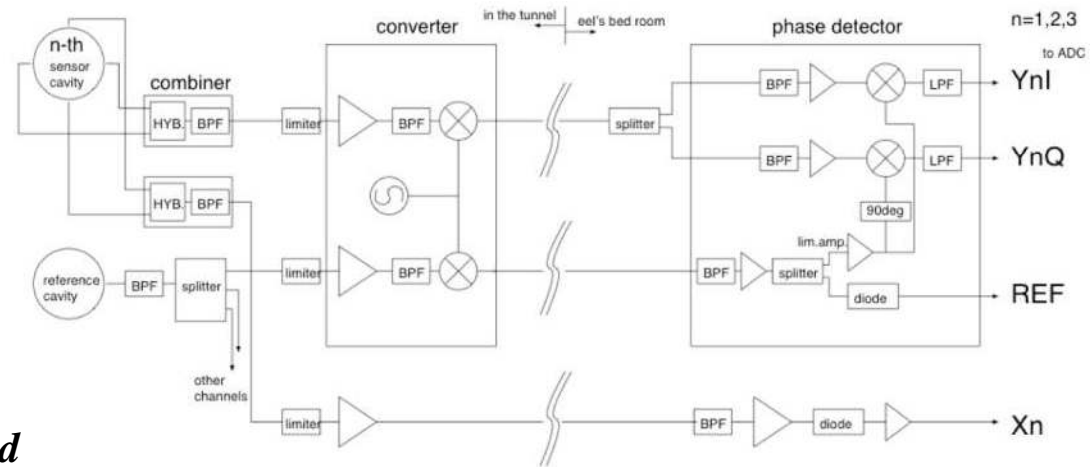 in the tunnel
eel's bed room
n=1,2,3
converter
phase detector
to ADC
n-th
sensor
cavity
combiner
HYB.
BPF
limiter
BPF
splitter
BPF
LPF
YnI
BPF
LPF
YnQ
HYB.
BPF
90deg
lim.amp.
reference
cavity
BPF
splitter
limiter
BPF
BPF
splitter
diode
REF
other
channels
limiter
BPF
diode
Xn
d